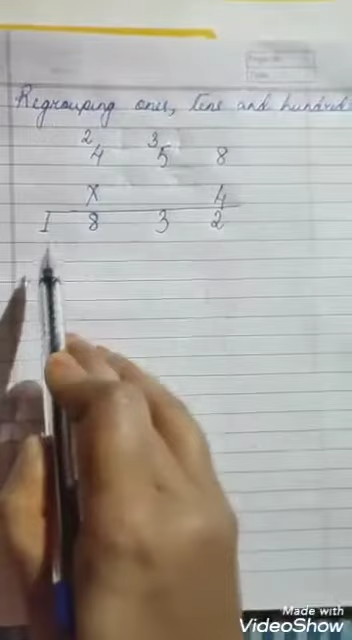 Regrouping ones, tens and hundreds
2 3
4 5 8
x 4
1 8 3 2
Made with
VideoShow